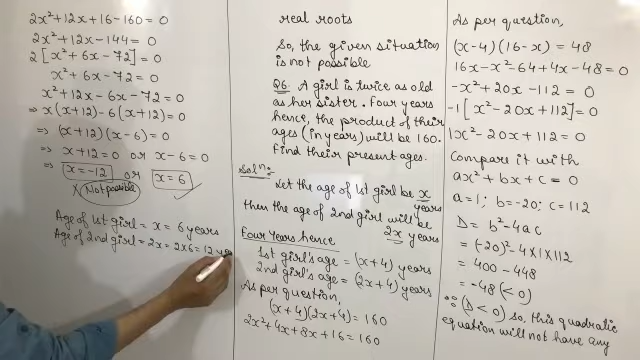 As per question,
(x-4)(16-x) = 48
16x-x²-64+4x-48=0
-x²+20x-112=0
-1[x²-20x+112]=0
1x²-20x+112=0
Compare it with
ax²+bx+c=0
a=1; b=-20; c=112
D = b²-4ac
= (-20)²-4×1×112
= 400-448
= -48 (<0)
∵ (D<0) so, this quadratic
equation will not have any
real roots
So, the given situation
is not possible
Q6. A girl is twice as old
as her sister. Four years
hence, the product of their
ages (in years) will be 160.
Find their present ages.
Solⁿ:-
Let the age of 1st girl be x years
then the age of 2nd girl will be
2x years
Four Years hence
1st girl's age = (x+4) years
2nd girl's age = (2x+4) years
As per question,
(x+4)(2x+4)=160
2x²+4x+8x+16=160
2x²+12x+16-160=0
2x²+12x-144=0
2[x²+6x-72]=0
x²+6x-72=0
x²+12x-6x-72=0
⇒ x(x+12)-6(x+12)=0
⇒ (x+12)(x-6)=0
⇒ x+12=0 or x-6=0
⇒ x=-12 or x=6
Not possible
Age of 1st girl = x = 6 years
Age of 2nd girl = 2x = 2×6 = 12 yea